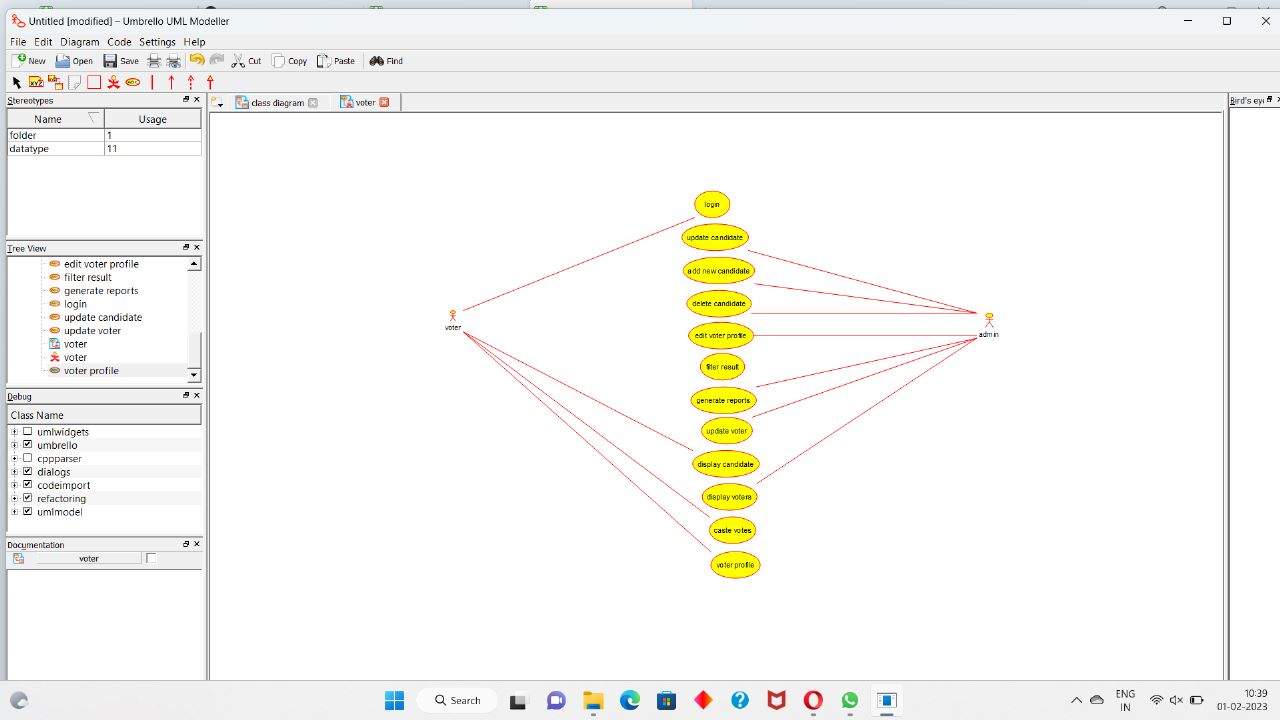 Untitled [modified] – Umbrello UML Modeller
File Edit Diagram Code Settings Help
New Open Save Cut Copy Paste Find
Stereotypes
Name Usage
folder 1
datatype 11
Tree View
edit voter profile
filter result
generate reports
login
update candidate
update voter
voter
voter
voter profile
Debug
Class Name
umlwidgets
umbrello
cppparser
dialogs
codeimport
refactoring
umlmodel
Documentation
voter
class diagram voter
login
update candidate
add new candidate
delete candidate
edit voter profile
filter result
generate reports
update voter
display candidate
display voters
caste votes
voter profile
voter
admin
Bird's eye
Search
ENG
IN
10:39
01-02-2023